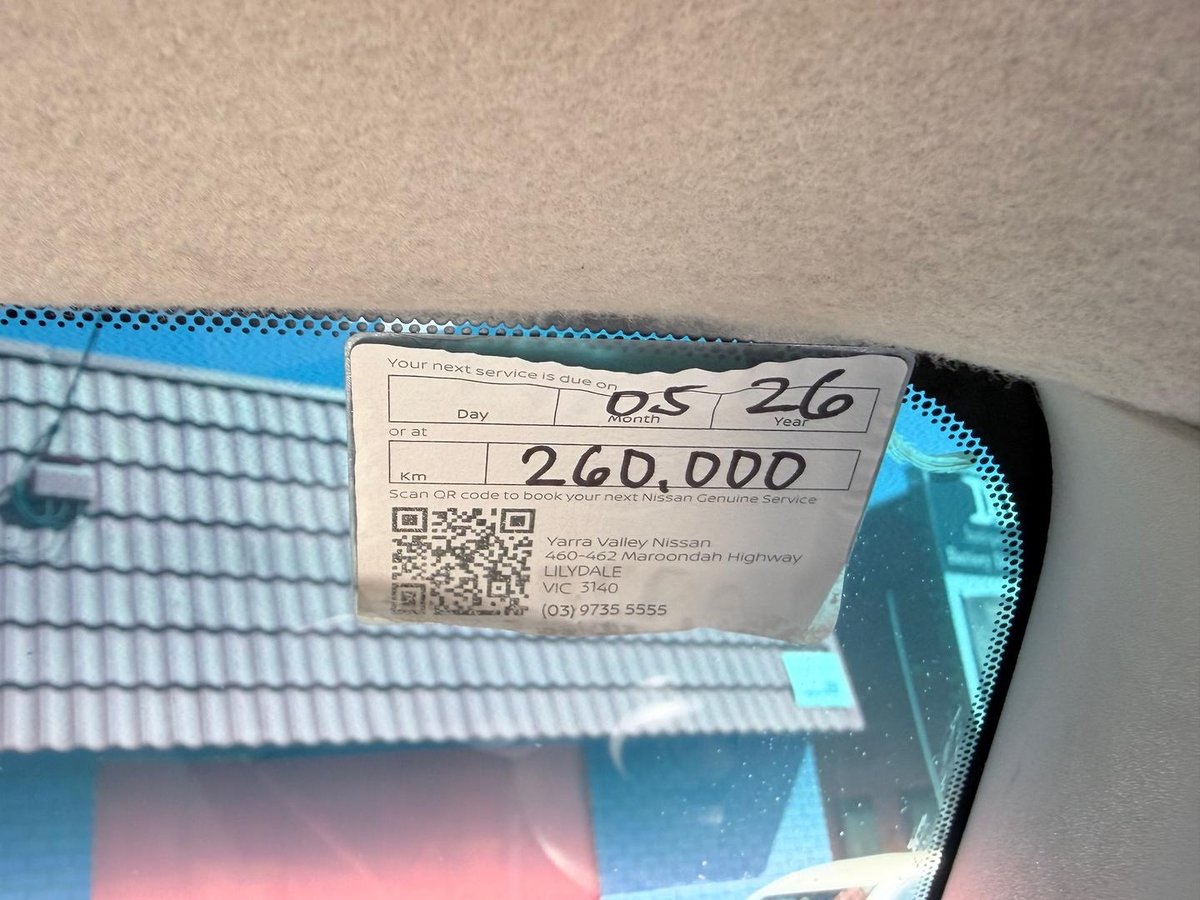 Your next service is due on
05 26
Day Month Year
or at
Km 260.000
Scan QR code to book your next Nissan Genuine Service
Yarra Valley Nissan
460-462 Maroondah Highway
LILYDALE
VIC 3140
(03) 9735 5555